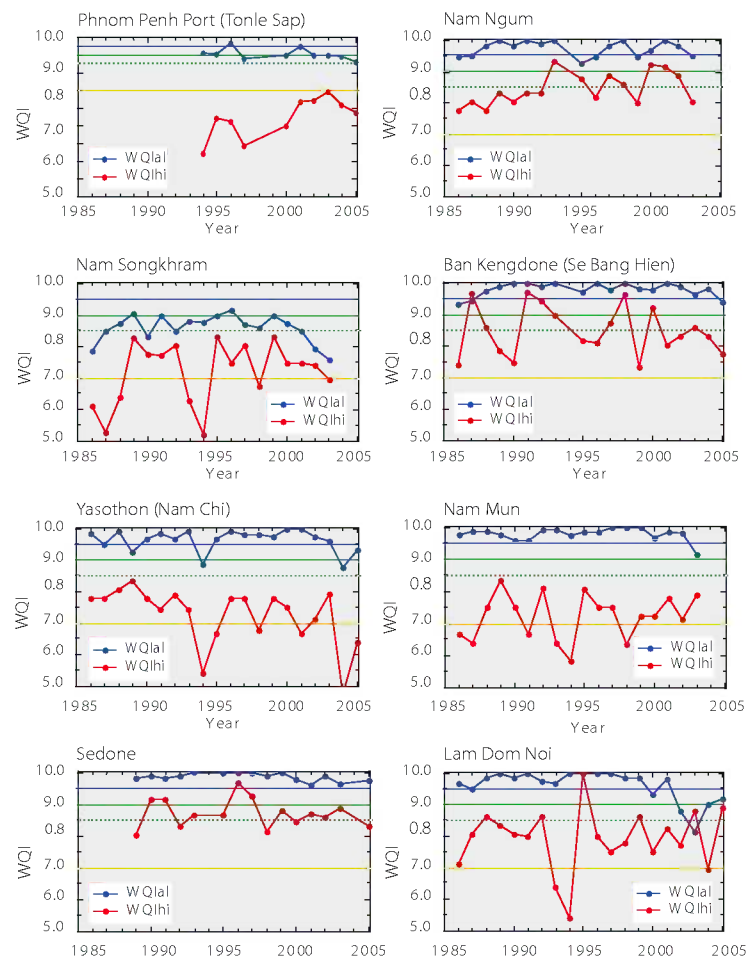 Phnom Penh Port (Tonle Sap)
10.0
9.0
0.8
7.0
6.0
5.0
WQI
WQIal
WQIhi
1985 1990 1995 2000 2005
Year
Nam Ngum
10.0
9.0
0.8
7.0
6.0
5.0
WQI
WQIal
WQIhi
1985 1990 1995 2000 2005
Year
Nam Songkhram
10.0
9.0
0.8
7.0
6.0
5.0
WQI
WQIal
WQIhi
1985 1990 1995 2000 2005
Year
Ban Kengdone (Se Bang Hien)
10.0
9.0
0.8
7.0
6.0
5.0
WQI
WQIal
WQIhi
1985 1990 1995 2000 2005
Year
Yasothon (Nam Chi)
10.0
9.0
0.8
7.0
6.0
5.0
WQI
WQIal
WQIhi
1985 1990 1995 2000 2005
Year
Nam Mun
10.0
9.0
0.8
7.0
6.0
5.0
WQI
WQIal
WQIhi
1985 1990 1995 2000 2005
Year
Sedone
10.0
9.0
0.8
7.0
6.0
5.0
WQI
WQIal
WQIhi
1985 1990 1995 2000 2005
Year
Lam Dom Noi
10.0
9.0
0.8
7.0
6.0
5.0
WQI
WQIal
WQIhi
1985 1990 1995 2000 2005
Year